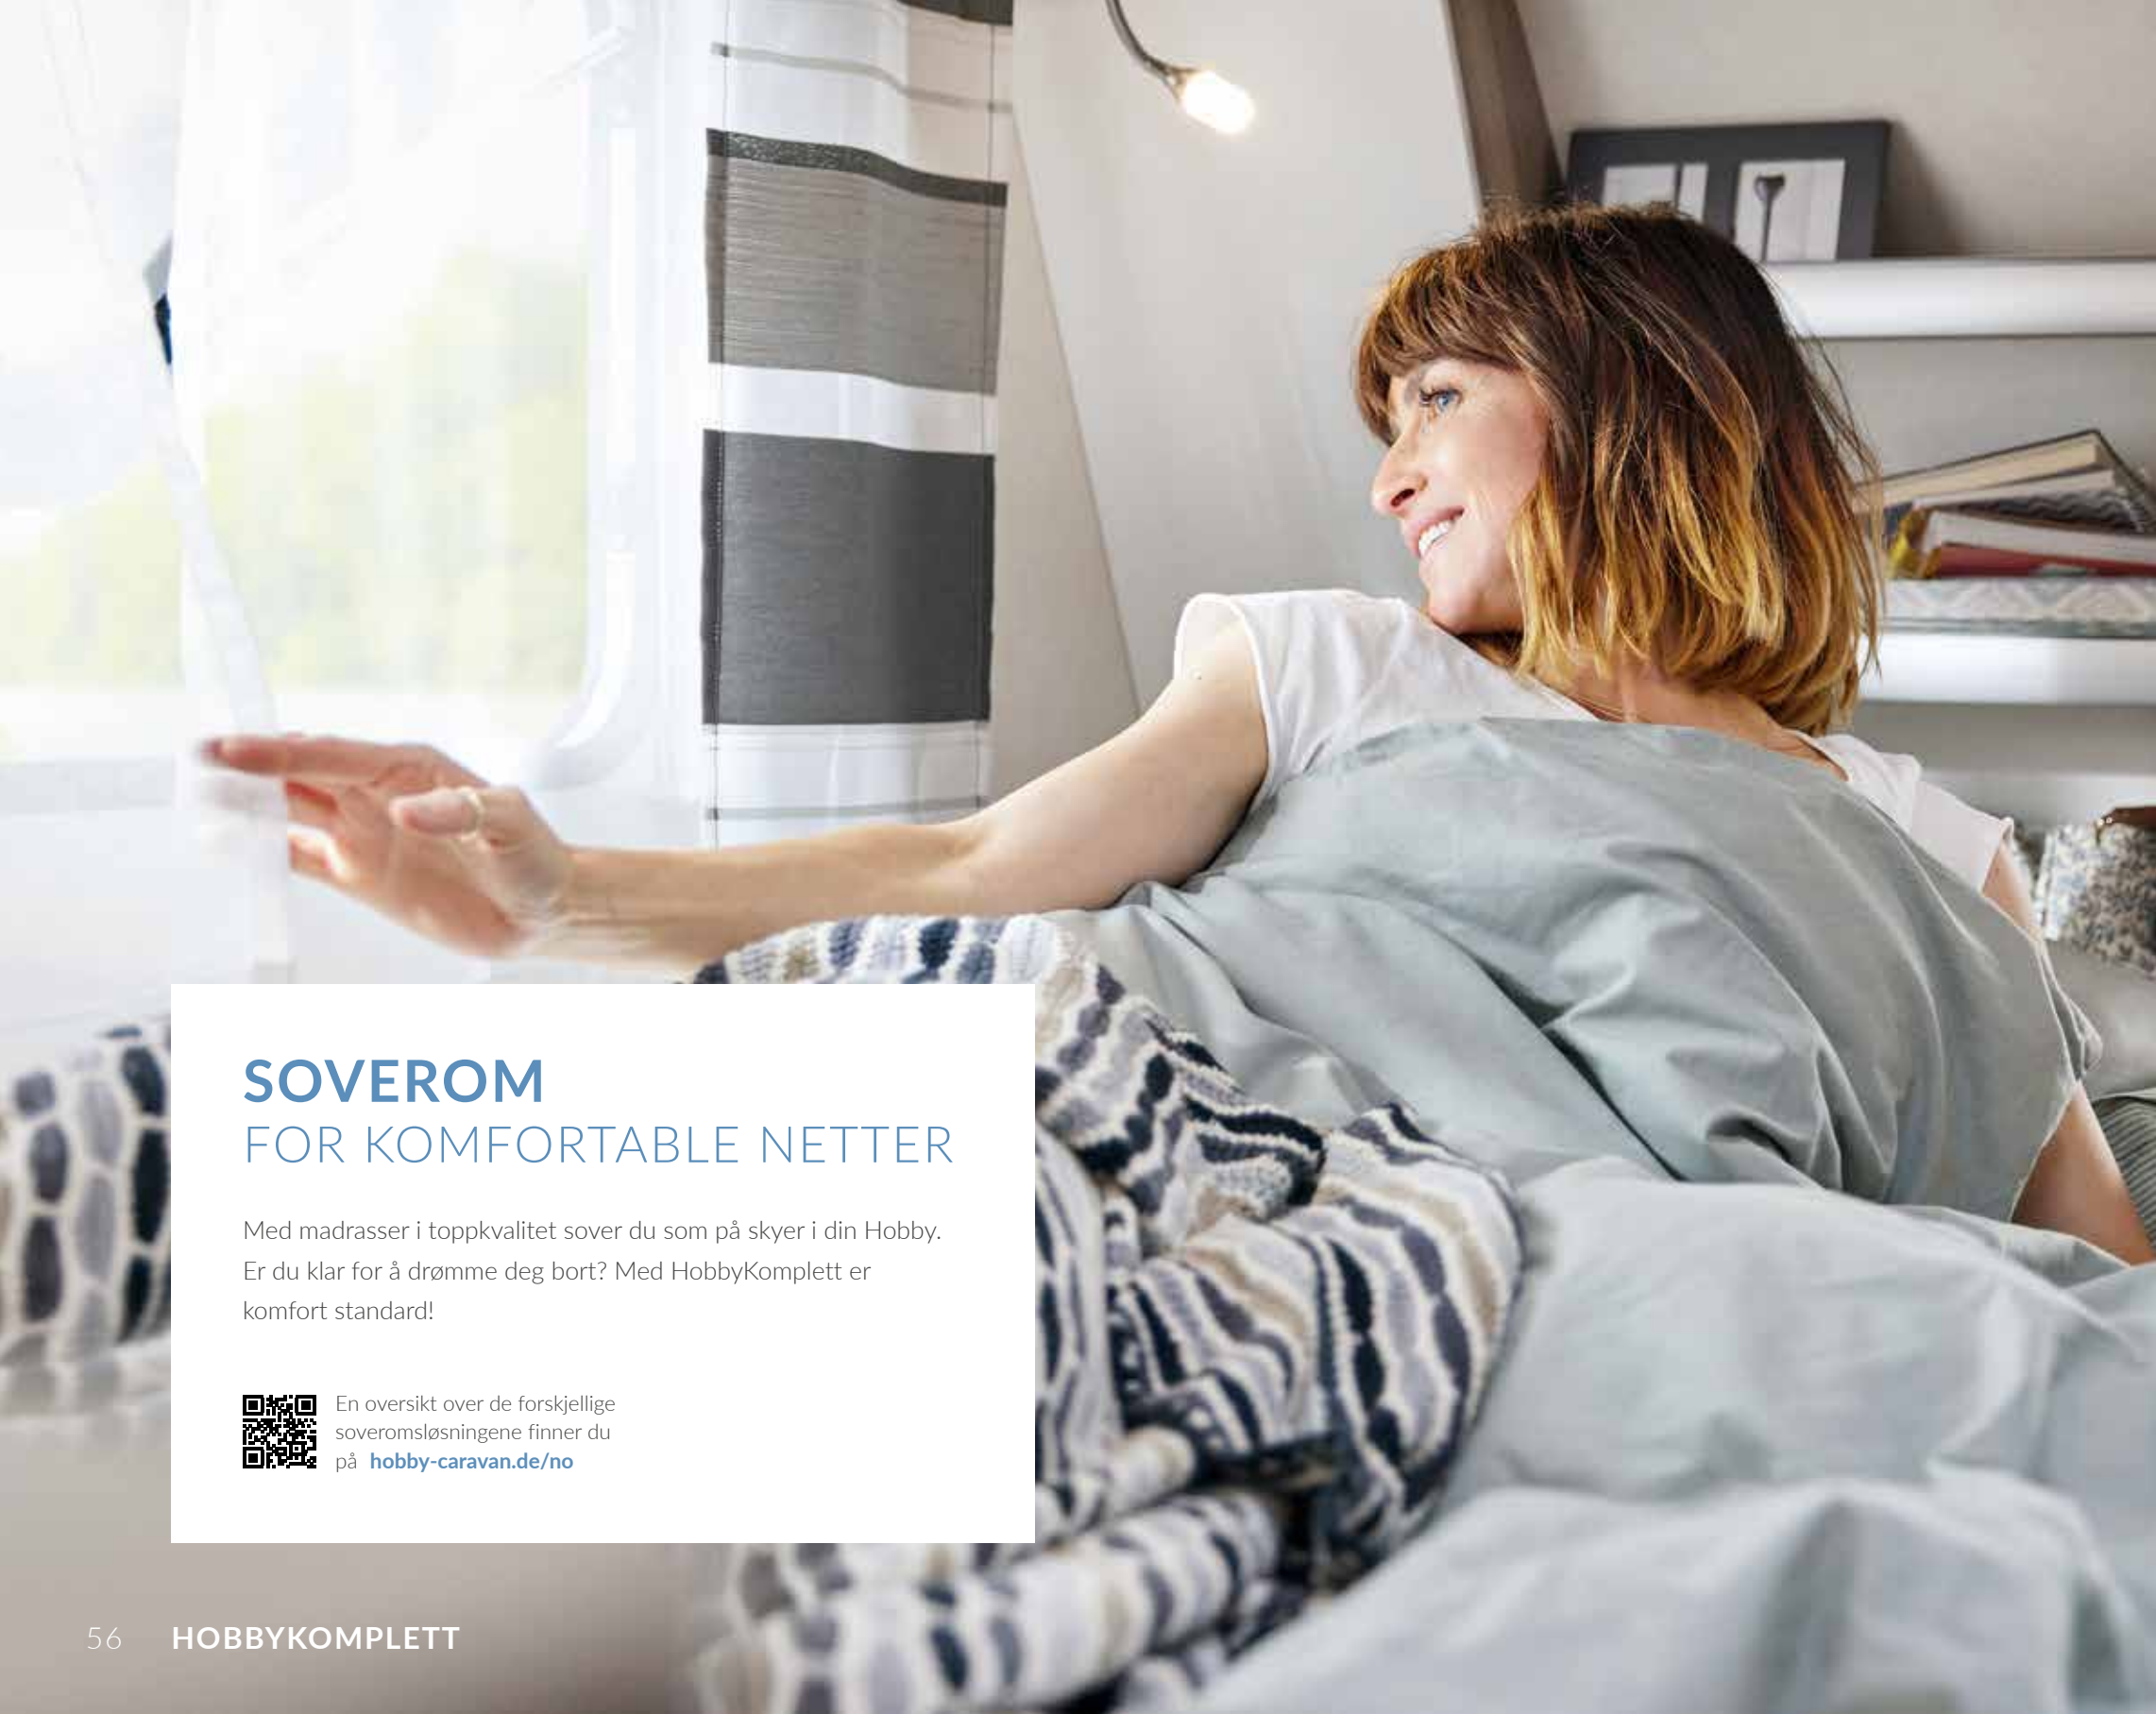 SOVEROM
FOR KOMFORTABLE NETTER
Med madrasser i toppkvalitet sover du som på skyer i din Hobby.
Er du klar for å drømme deg bort? Med HobbyKomplett er
komfort standard!
En oversikt over de forskjellige
soveromsløsningene finner du
på hobby-caravan.de/no
56 HOBBYKOMPLETT